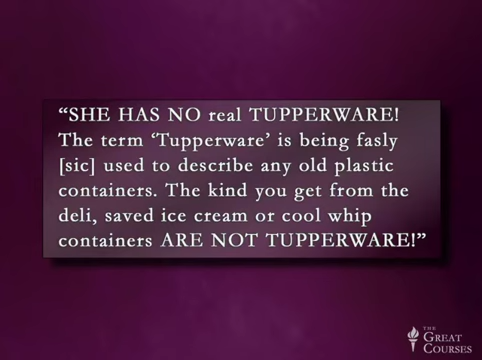 “SHE HAS NO real TUPPERWARE!
The term ‘Tupperware’ is being fasly
[sic] used to describe any old plastic
containers. The kind you get from the
deli, saved ice cream or cool whip
containers ARE NOT TUPPERWARE!”
THE
GREAT
COURSES